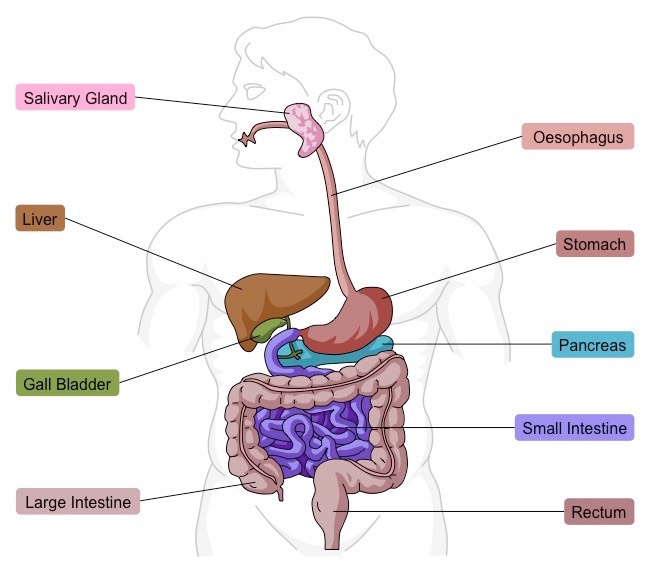 Salivary Gland
Oesophagus
Liver
Stomach
Pancreas
Gall Bladder
Small Intestine
Large Intestine
Rectum